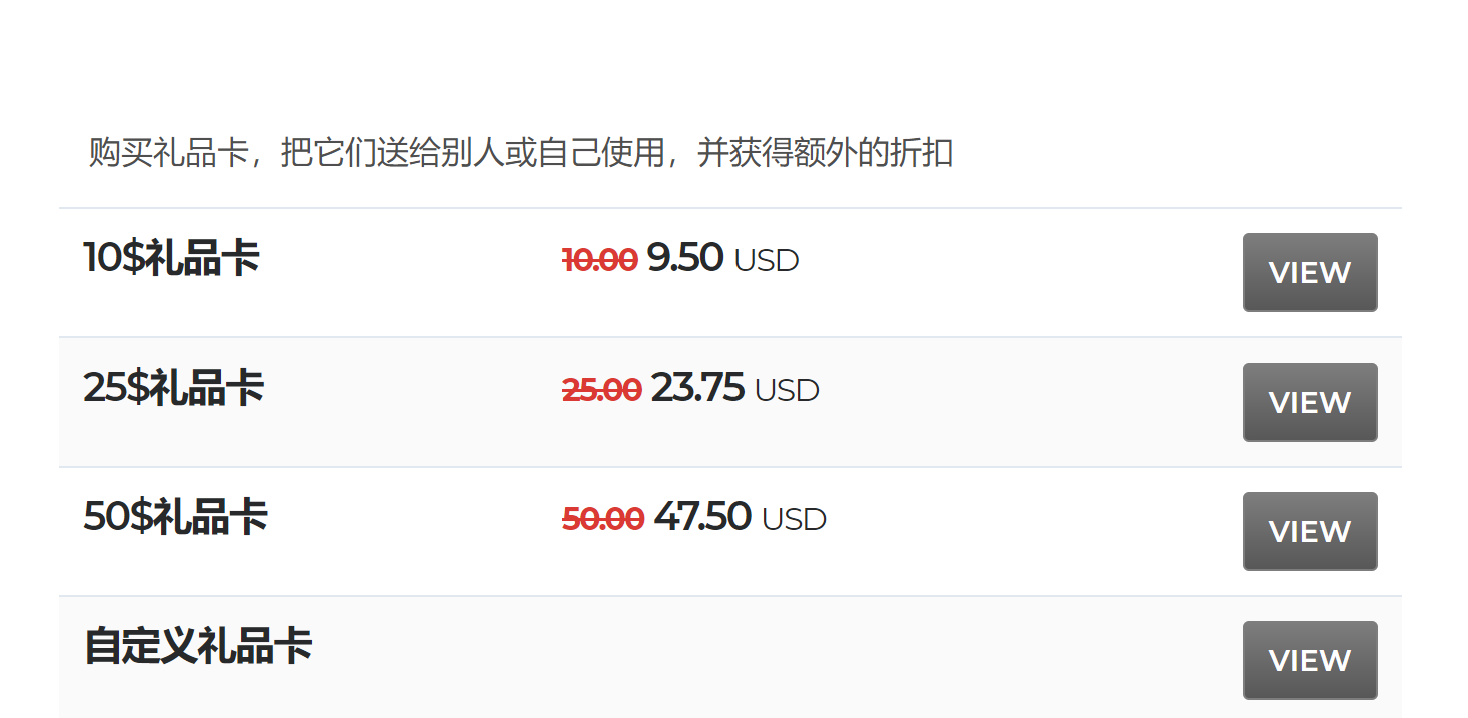 购买礼品卡，把它们送给别人或自己使用，并获得额外的折扣
10$礼品卡 10.00 9.50 USD VIEW
25$礼品卡 25.00 23.75 USD VIEW
50$礼品卡 50.00 47.50 USD VIEW
自定义礼品卡 VIEW